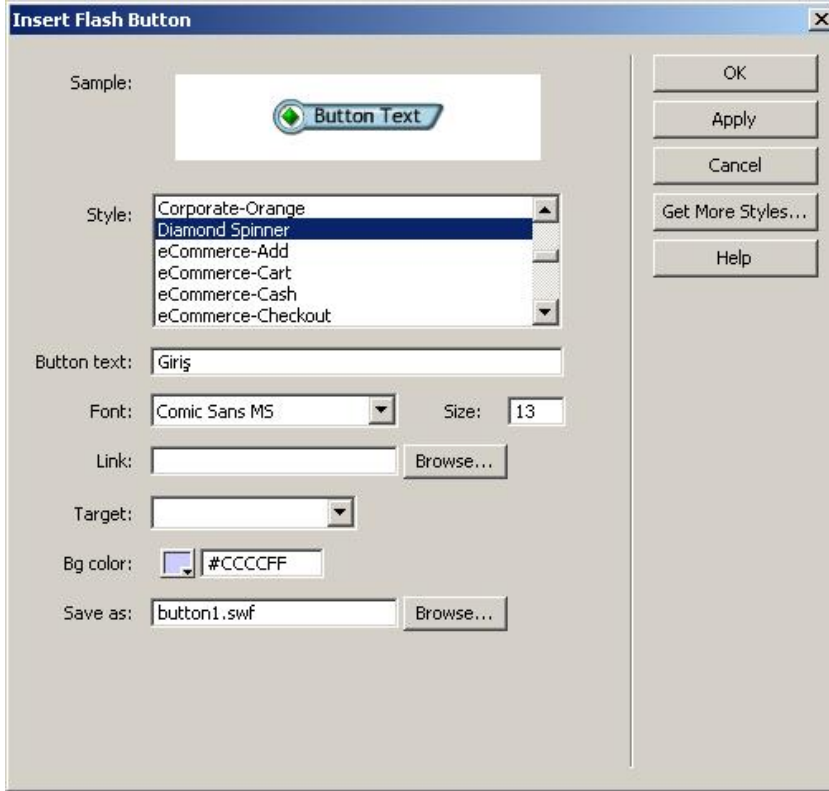 Insert Flash Button
Sample:
Button Text
Style:
Corporate-Orange
Diamond Spinner
eCommerce-Add
eCommerce-Cart
eCommerce-Cash
eCommerce-Checkout
Button text: Giriş
Font: Comic Sans MS Size: 13
Link: Browse...
Target:
Bg color: #CCCCFF
Save as: button1.swf Browse...
OK
Apply
Cancel
Get More Styles...
Help